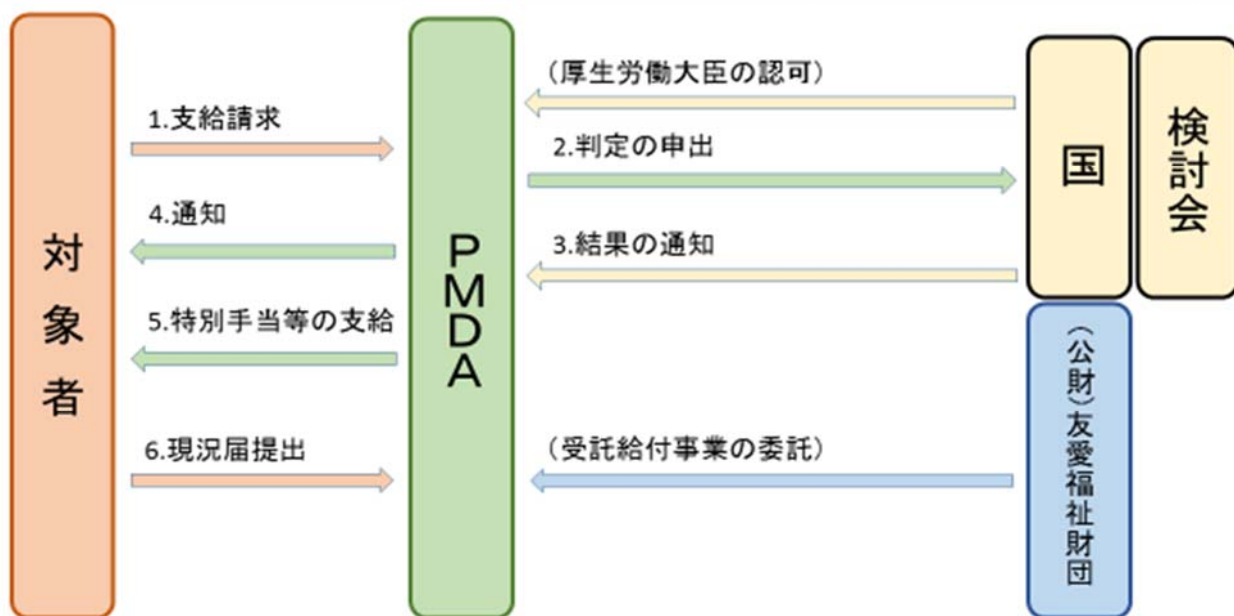 対象者
1.支給請求
4.通知
5.特別手当等の支給
6.現況届提出
PMDA
(厚生労働大臣の認可)
2.判定の申出
3.結果の通知
(受託給付事業の委託)
国
検討会
(公財)友愛福祉財団